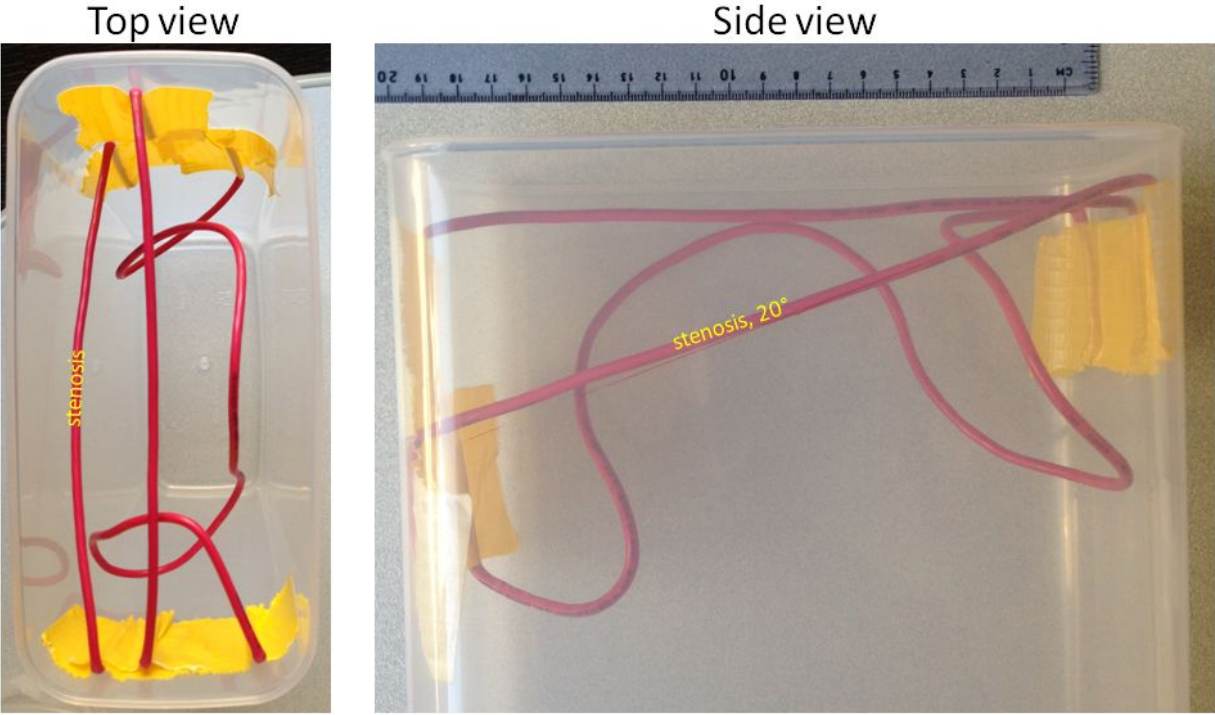 Top view
Side view
20 19 18 17 16 15 14 13 12 11 10 9 8 7 6 5 4 3 2 1 CM
stenosis
stenosis, 20°